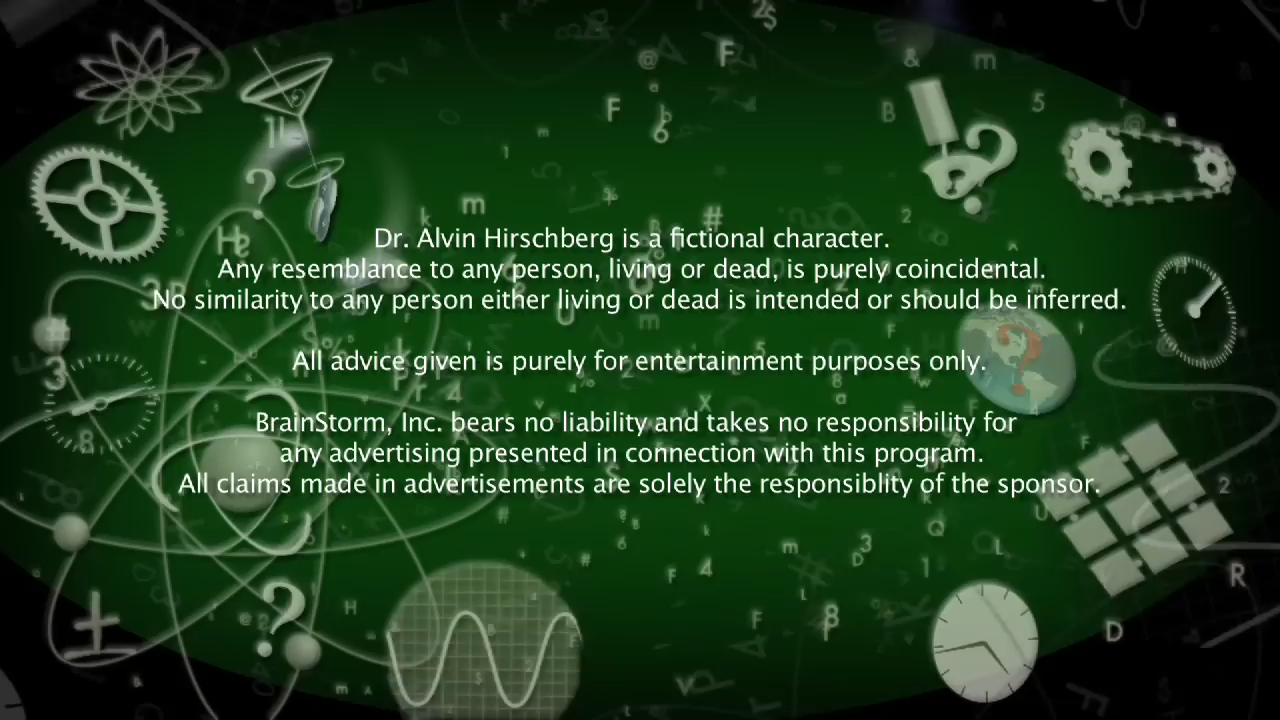 Dr. Alvin Hirschberg is a fictional character.
Any resemblance to any person, living or dead, is purely coincidental.
No similarity to any person either living or dead is intended or should be inferred.
All advice given is purely for entertainment purposes only.
BrainStorm, Inc. bears no liability and takes no responsibility for
any advertising presented in connection with this program.
All claims made in advertisements are solely the responsiblity of the sponsor.